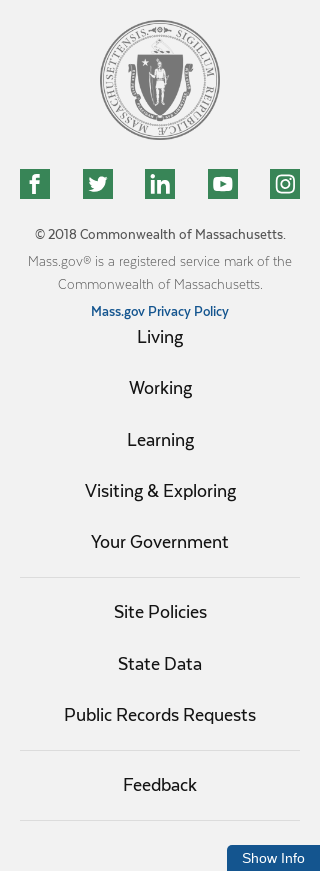 SIGILLUM REIPUBLICÆ MASSACHUSETTENSIS
© 2018 Commonwealth of Massachusetts.
Mass.gov® is a registered service mark of the
Commonwealth of Massachusetts.
Mass.gov Privacy Policy
Living
Working
Learning
Visiting & Exploring
Your Government
Site Policies
State Data
Public Records Requests
Feedback
Show Info